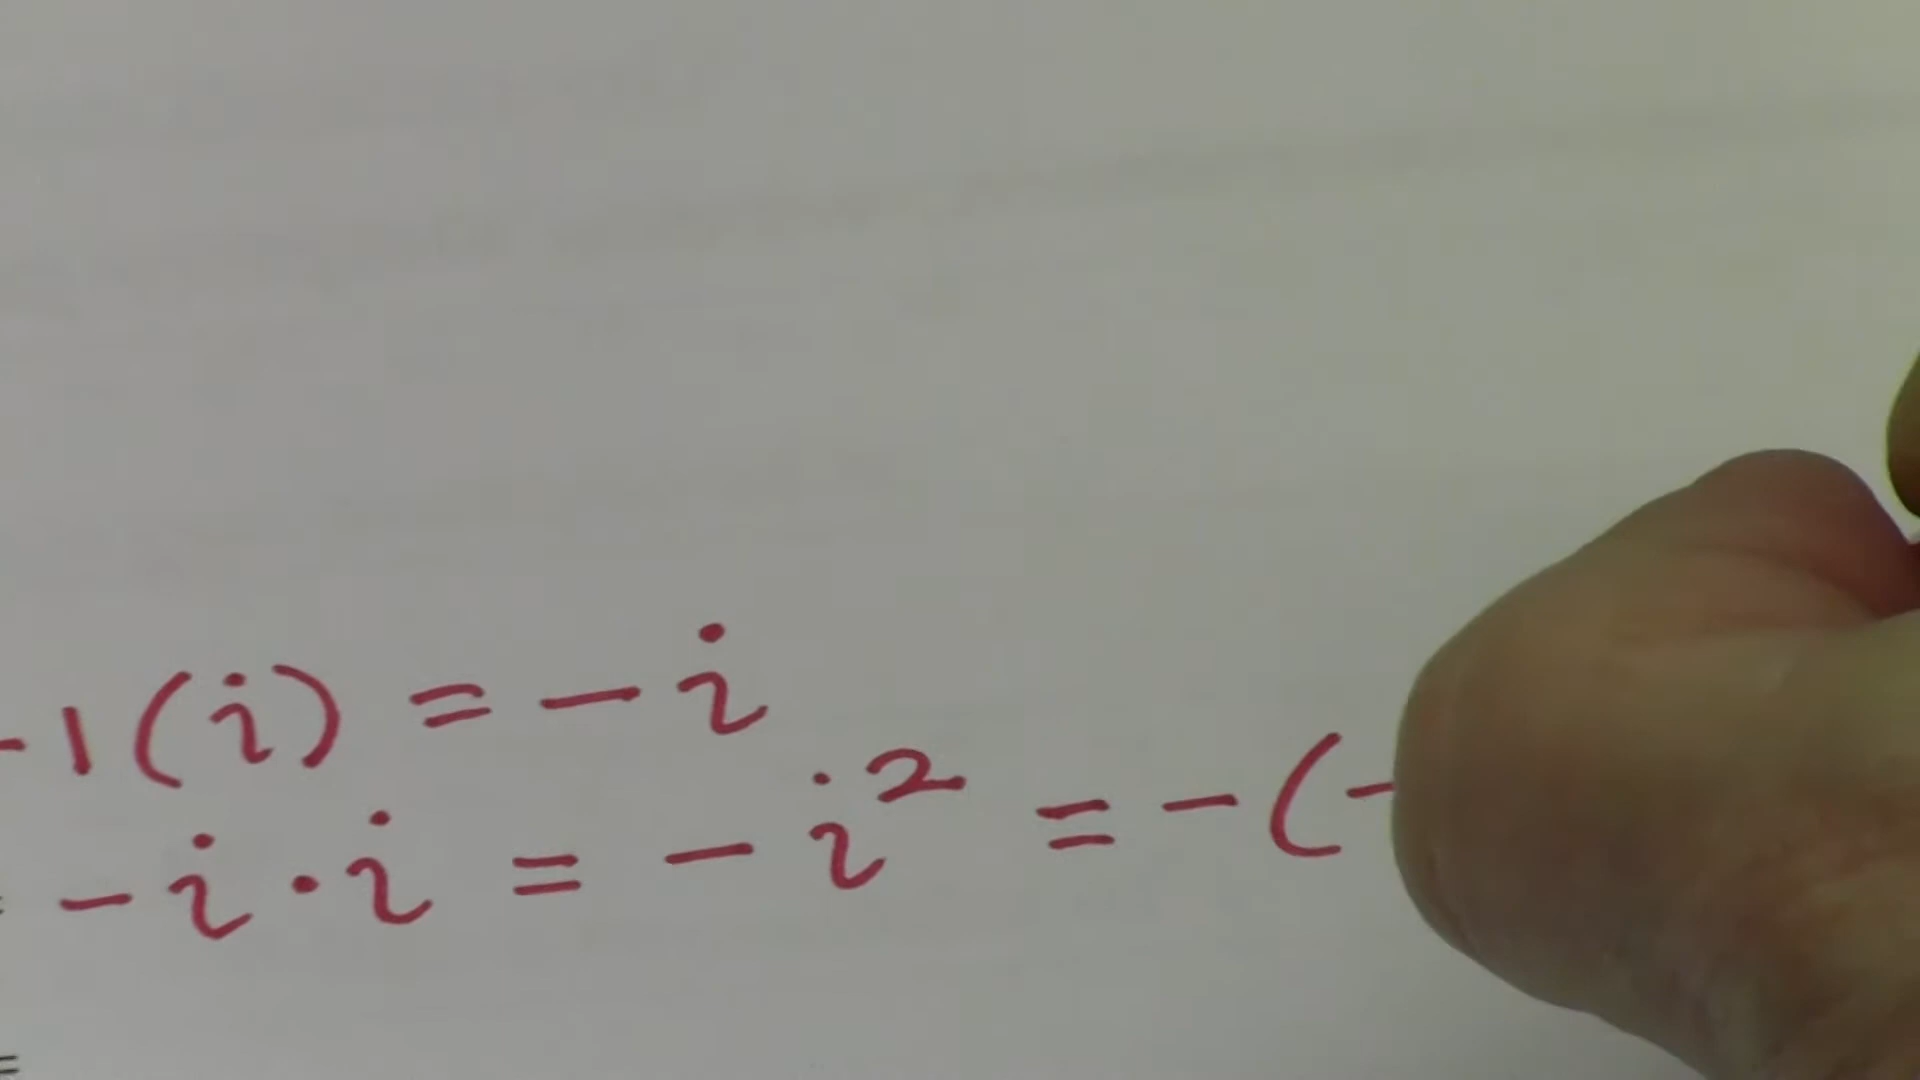 -1(i) = -i
= -i·i = -i² = -(-
=